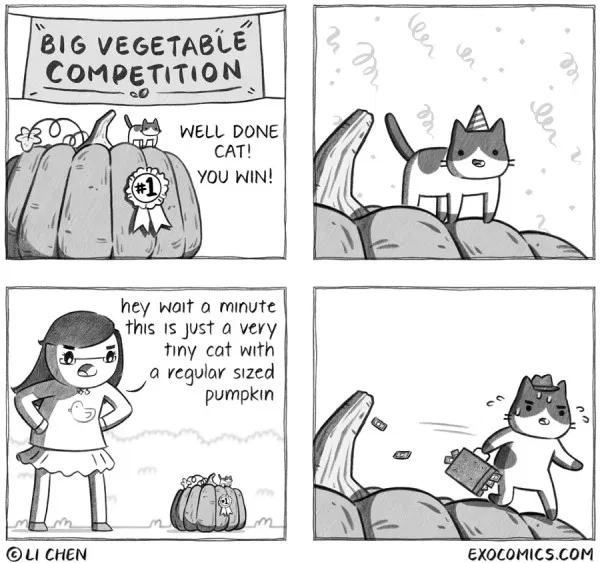 BIG VEGETABLE
COMPETITION
WELL DONE
CAT!
YOU WIN!
#1
hey wait a minute
this is just a very
tiny cat with
a regular sized
pumpkin
#1
© LI CHEN
EXOCOMICS.COM